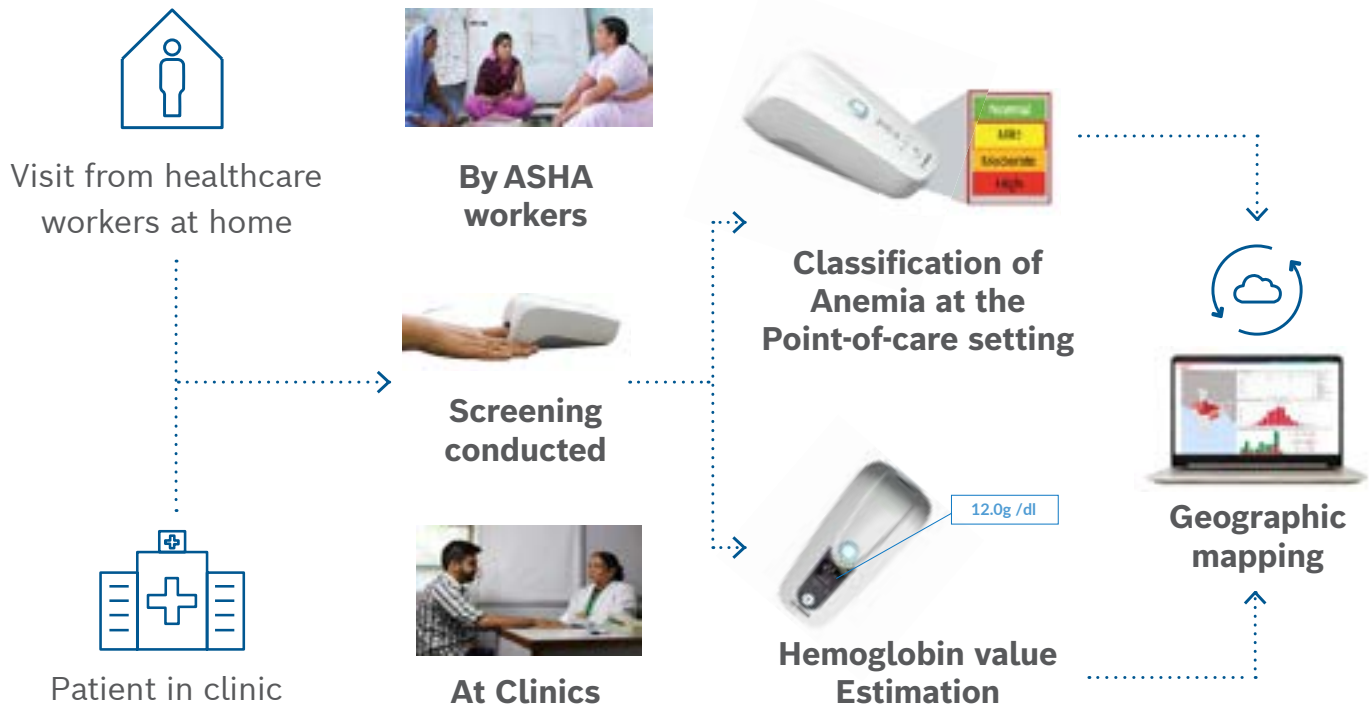 Visit from healthcare
workers at home
By ASHA
workers
Normal
Mild
Moderate
High
Classification of
Anemia at the
Point-of-care setting
Screening
conducted
12.0g /dl
Geographic
mapping
Patient in clinic
At Clinics
Hemoglobin value
Estimation